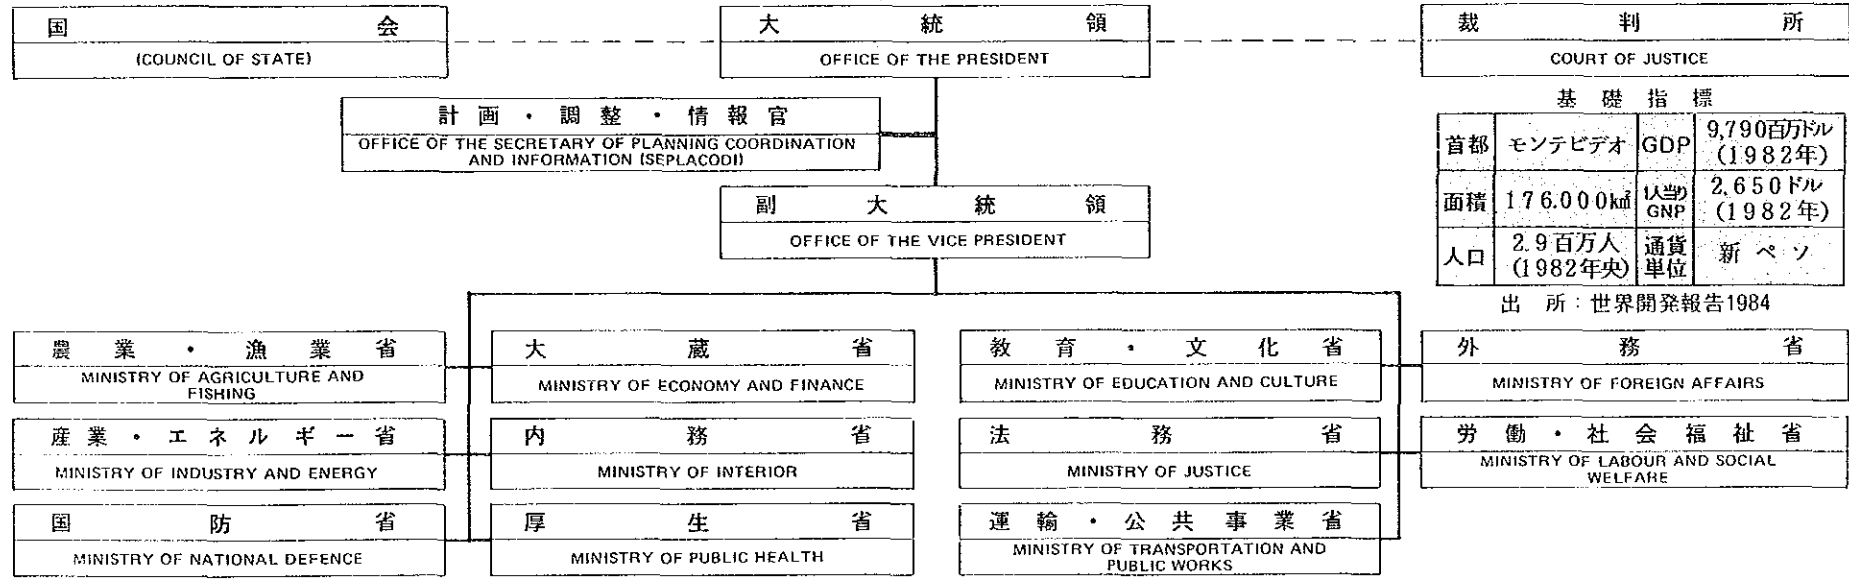 国会
(COUNCIL OF STATE)
大統領
OFFICE OF THE PRESIDENT
裁判所
COURT OF JUSTICE
計画・調整・情報官
OFFICE OF THE SECRETARY OF PLANNING COORDINATION
AND INFORMATION (SEPLACODI)
副大統領
OFFICE OF THE VICE PRESIDENT
基礎指標
首都 モンテビデオ GDP 9,790百万ドル
(1982年)
面積 176.000㎢ 1人当り
GNP 2,650ドル
(1982年)
人口 2.9百万人
(1982年央) 通貨
単位 新ペソ
出所:世界開発報告1984
農業・漁業省
MINISTRY OF AGRICULTURE AND
FISHING
大蔵省
MINISTRY OF ECONOMY AND FINANCE
教育・文化省
MINISTRY OF EDUCATION AND CULTURE
外務省
MINISTRY OF FOREIGN AFFAIRS
産業・エネルギー省
MINISTRY OF INDUSTRY AND ENERGY
内務省
MINISTRY OF INTERIOR
法務省
MINISTRY OF JUSTICE
労働・社会福祉省
MINISTRY OF LABOUR AND SOCIAL
WELFARE
国防省
MINISTRY OF NATIONAL DEFENCE
厚生省
MINISTRY OF PUBLIC HEALTH
運輸・公共事業省
MINISTRY OF TRANSPORTATION AND
PUBLIC WORKS